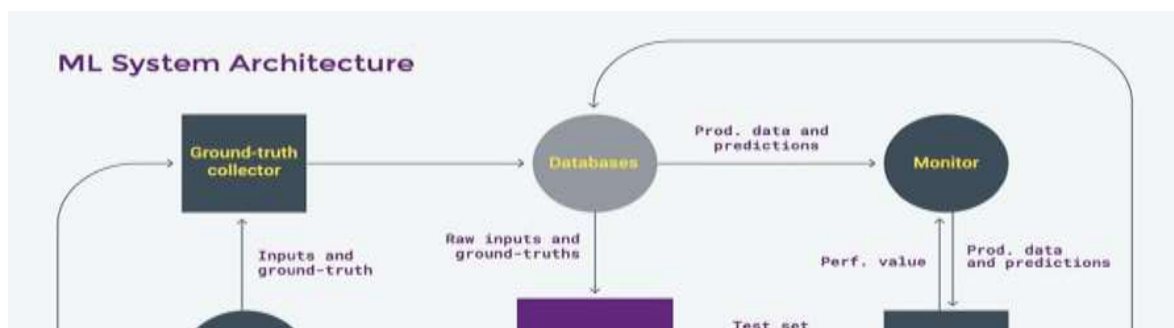 ML System Architecture
Ground-truth
collector
Databases
Prod. data and
predictions
Monitor
Inputs and
ground-truth
Raw inputs and
ground-truths
Perf. value
Prod. data
and predictions
Test set